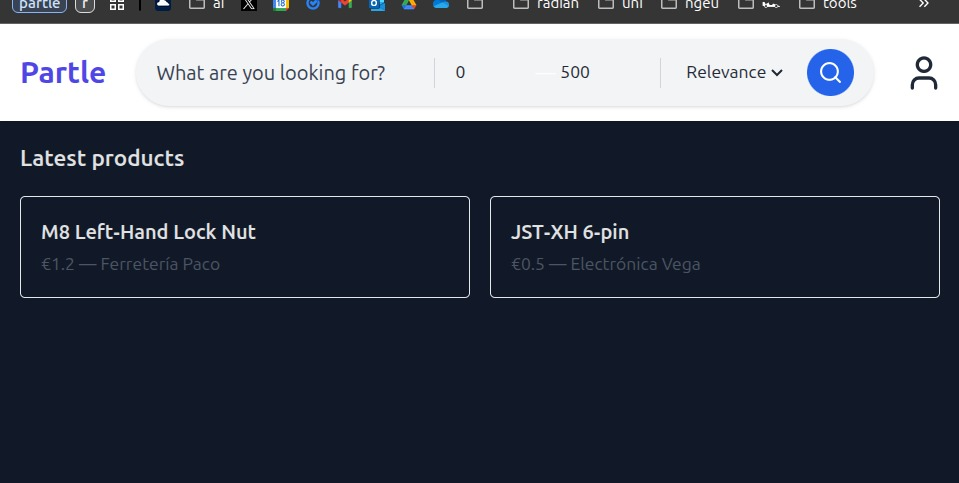 partle r ai radian uni ngeu tools »
Partle What are you looking for? 0 — 500 Relevance
Latest products
M8 Left-Hand Lock Nut
€1.2 — Ferretería Paco
JST-XH 6-pin
€0.5 — Electrónica Vega